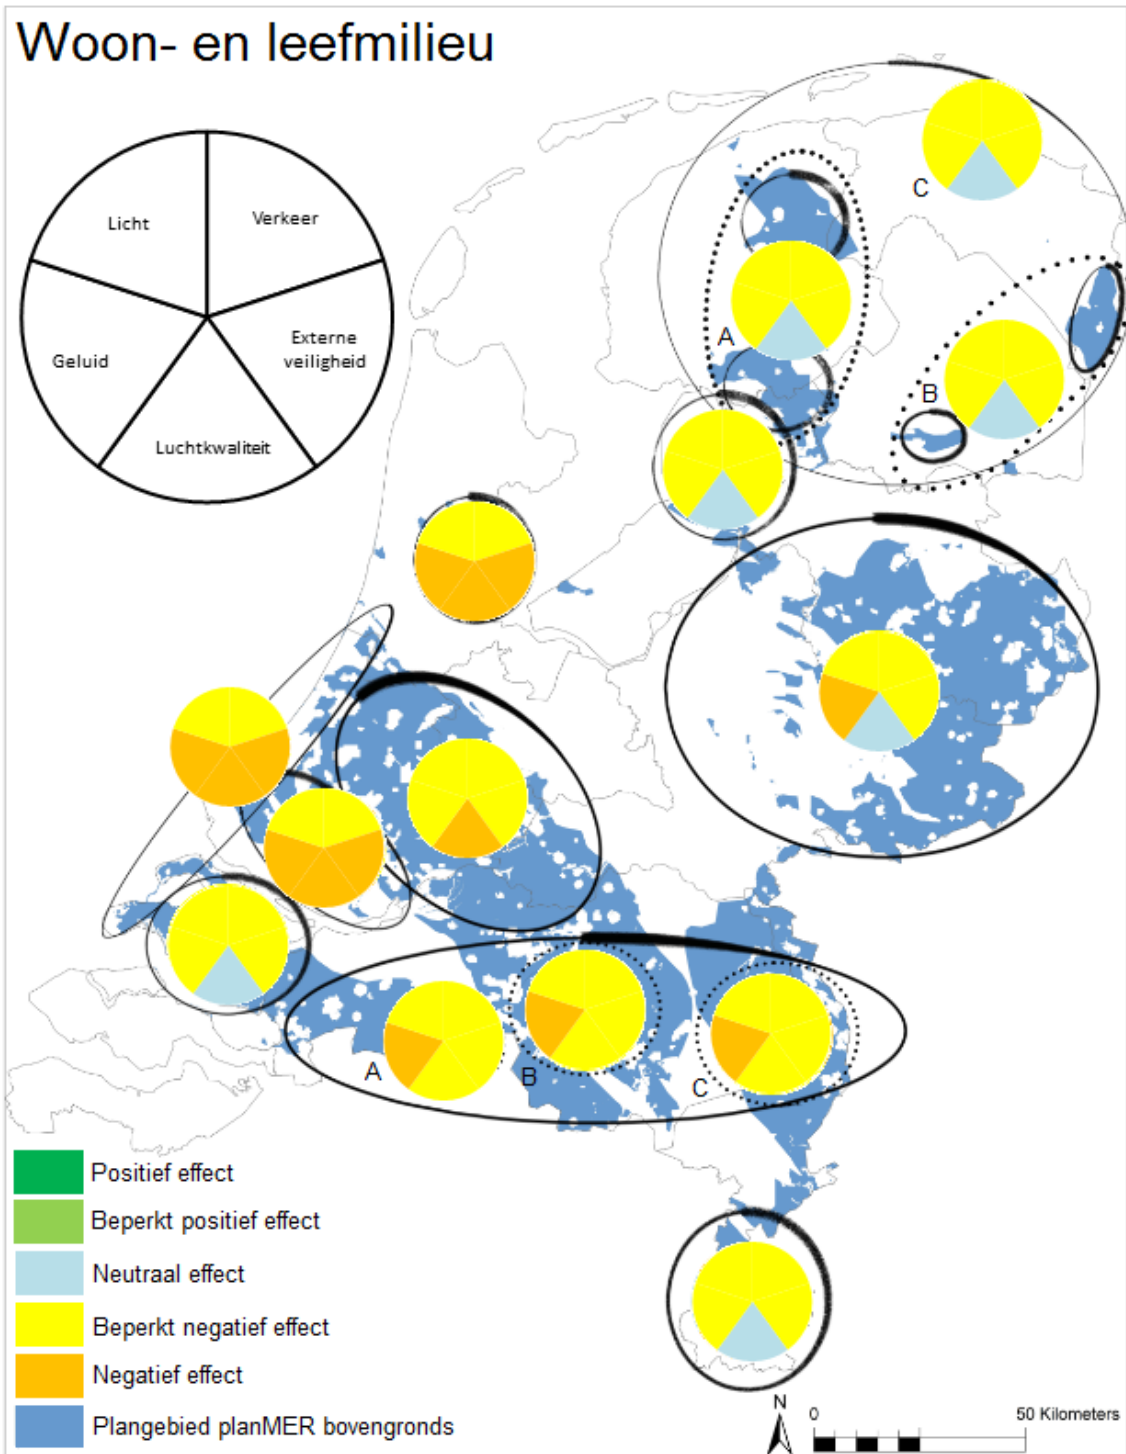 Woon- en leefmilieu
Licht
Verkeer
Geluid
Externe
veiligheid
Luchtkwaliteit
C
A
B
A
B
C
Positief effect
Beperkt positief effect
Neutraal effect
Beperkt negatief effect
Negatief effect
Plangebied planMER bovengronds
N
0
50 Kilometers